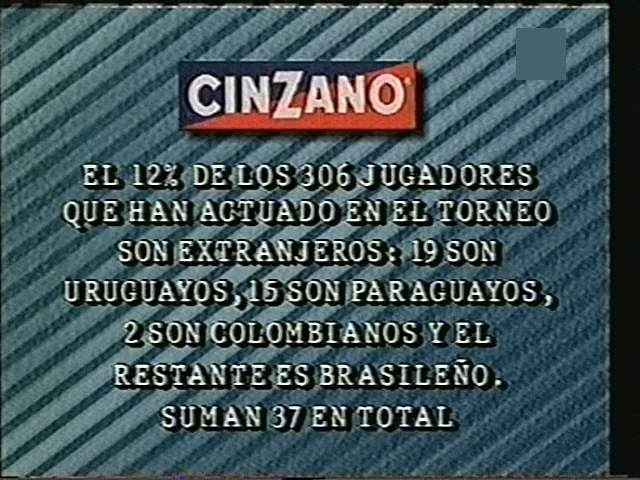 CINZANO
EL 12% DE LOS 306 JUGADORES
QUE HAN ACTUADO EN EL TORNEO
SON EXTRANJEROS: 19 SON
URUGUAYOS, 15 SON PARAGUAYOS,
2 SON COLOMBIANOS Y EL
RESTANTE ES BRASILEÑO.
SUMAN 37 EN TOTAL